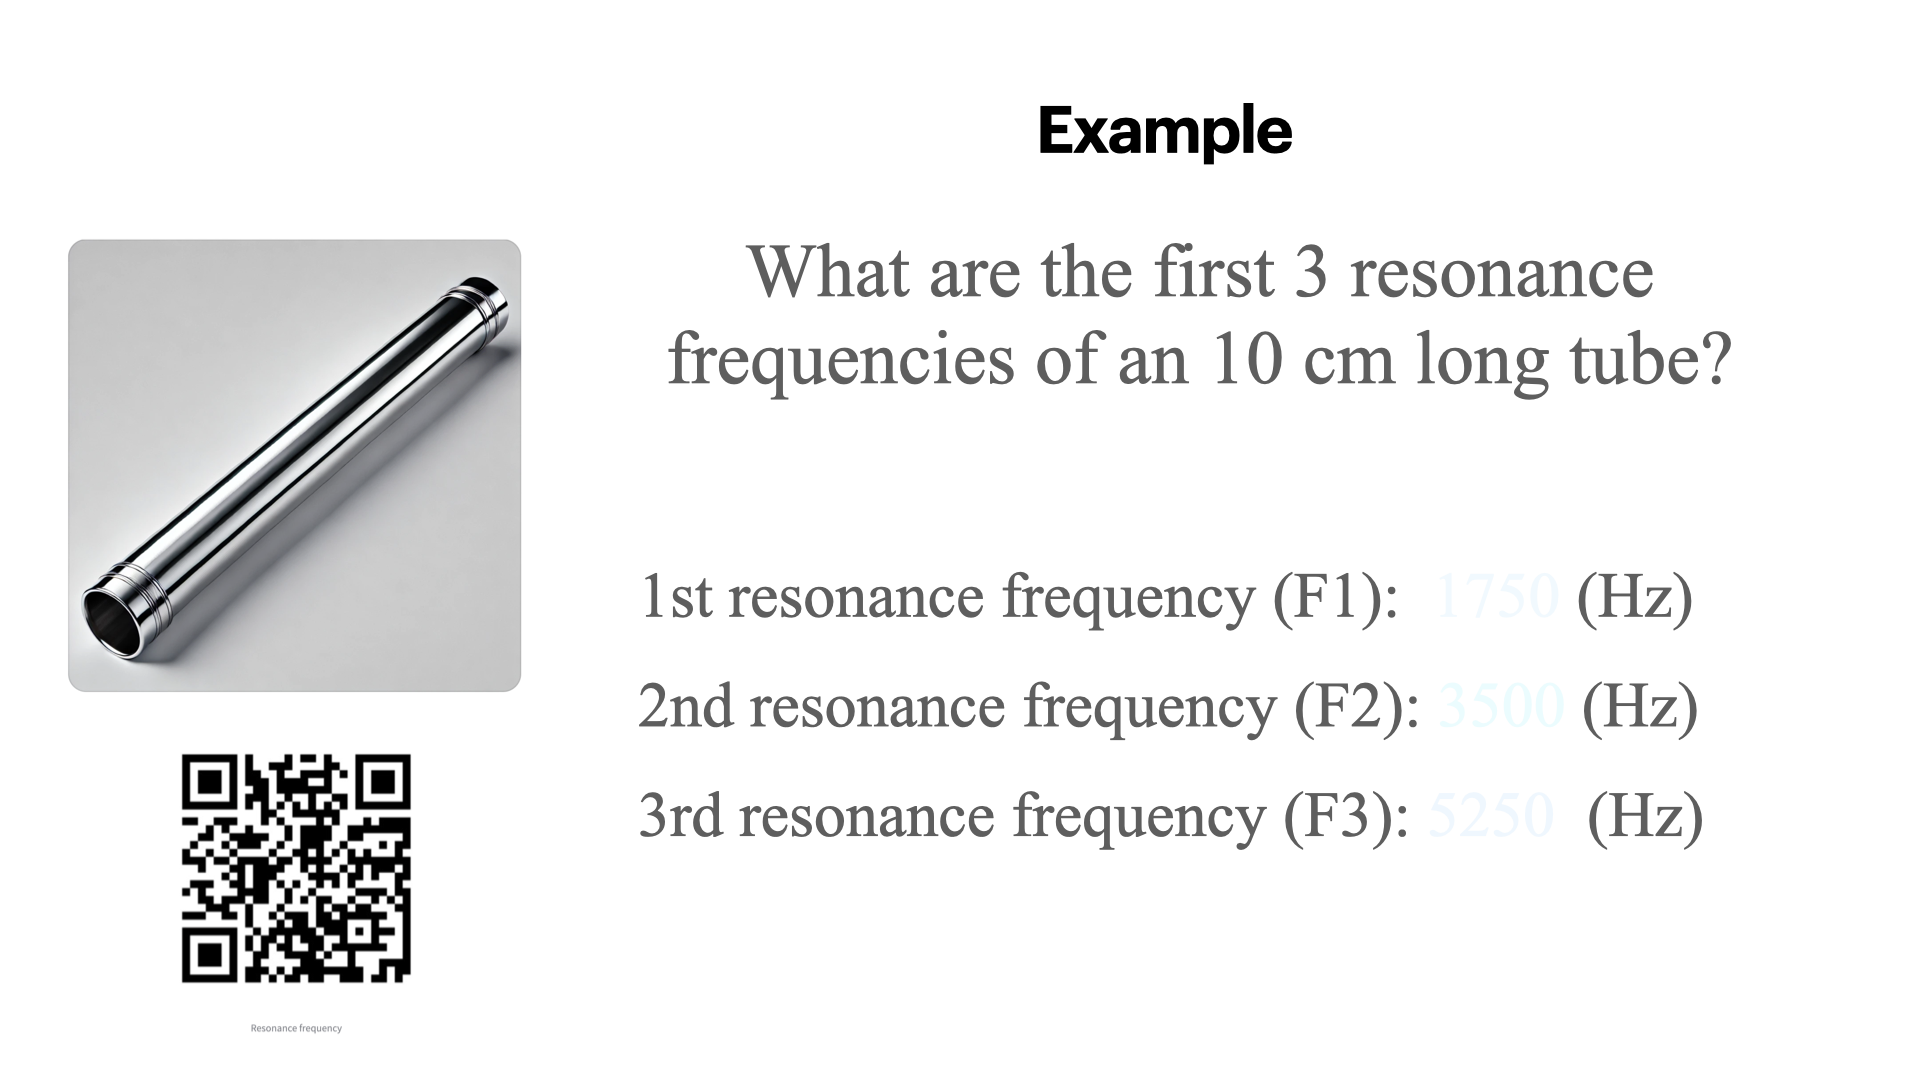 Example
What are the first 3 resonance
frequencies of an 10 cm long tube?
1st resonance frequency (F1): 1750 (Hz)
2nd resonance frequency (F2): 3500 (Hz)
3rd resonance frequency (F3): 5250 (Hz)
Resonance frequency